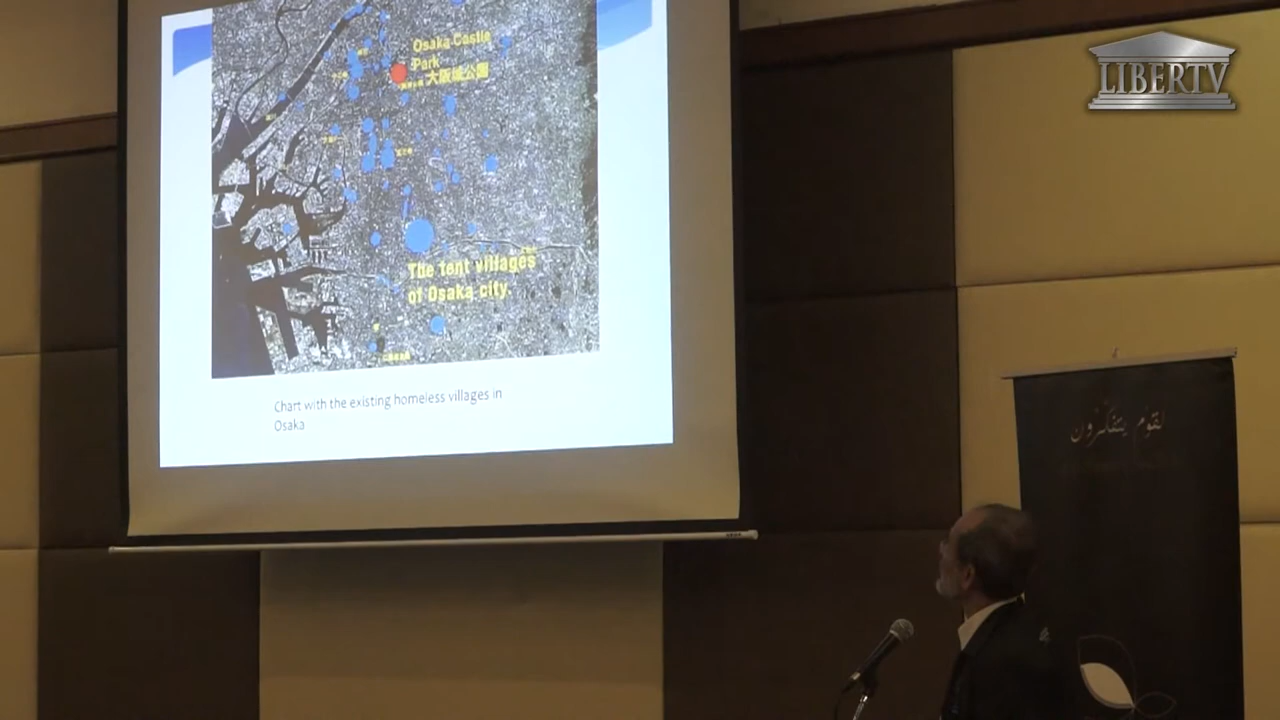 LIBERTV
Osaka Castle
Park
大阪城公園
The tent villages
of Osaka city.
Chart with the existing homeless villages in
Osaka
لقوم يتفكرون